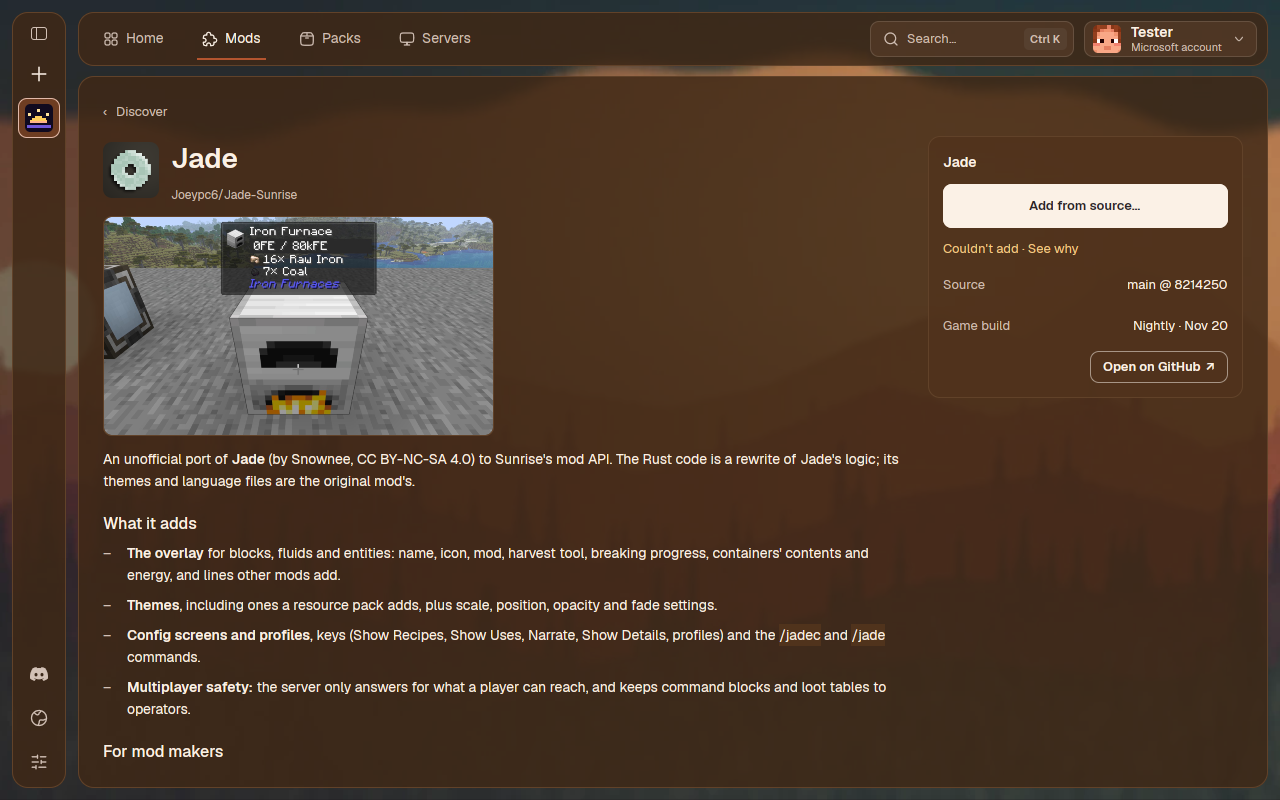 Home
Mods
Packs
Servers
Search...
Ctrl K
Tester
Microsoft account
‹ Discover
Jade
Joeypc6/Jade-Sunrise
Iron Furnace
0FE / 80kFE
16× Raw Iron
7× Coal
Iron Furnaces
An unofficial port of Jade (by Snownee, CC BY-NC-SA 4.0) to Sunrise's mod API. The Rust code is a rewrite of Jade's logic; its
themes and language files are the original mod's.
What it adds
– The overlay for blocks, fluids and entities: name, icon, mod, harvest tool, breaking progress, containers' contents and
energy, and lines other mods add.
– Themes, including ones a resource pack adds, plus scale, position, opacity and fade settings.
– Config screens and profiles, keys (Show Recipes, Show Uses, Narrate, Show Details, profiles) and the /jadec and /jade
commands.
– Multiplayer safety: the server only answers for what a player can reach, and keeps command blocks and loot tables to
operators.
For mod makers
Jade
Add from source...
Couldn't add · See why
Source main @ 8214250
Game build Nightly · Nov 20
Open on GitHub ↗